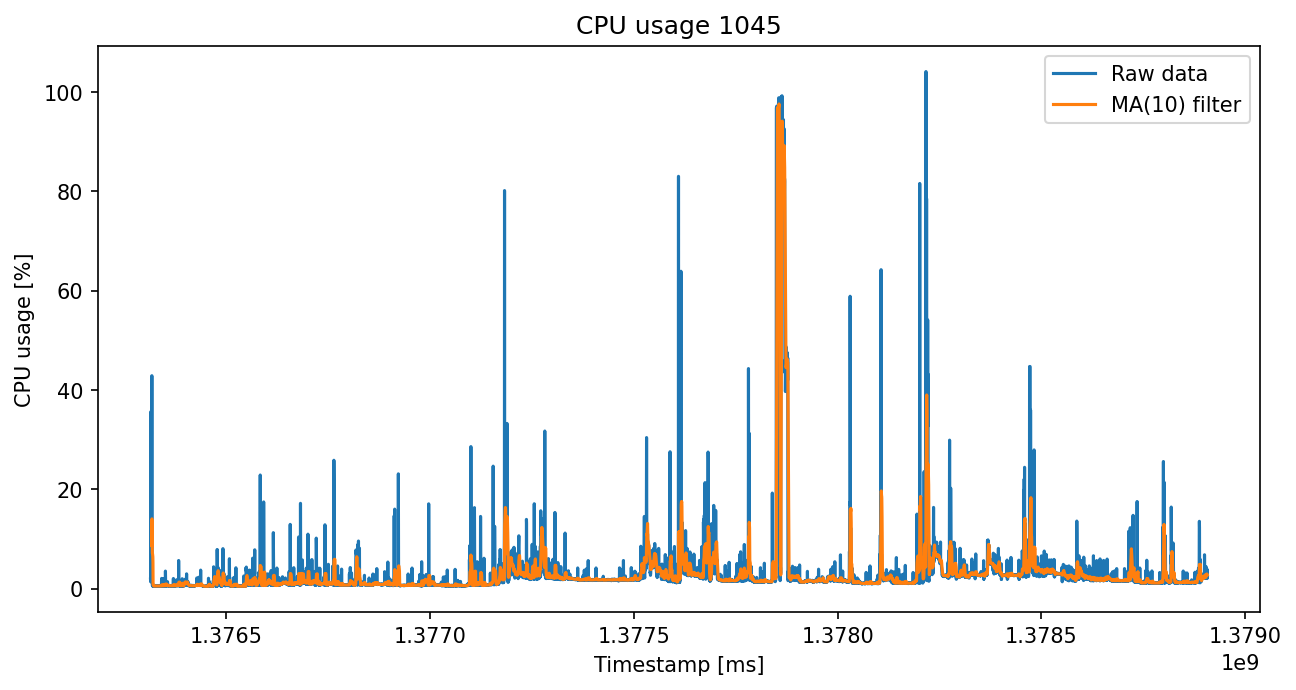 CPU usage 1045
Raw data
MA(10) filter
CPU usage [%]
100
80
60
40
20
0
1.3765 1.3770 1.3775 1.3780 1.3785 1.3790
1e9
Timestamp [ms]